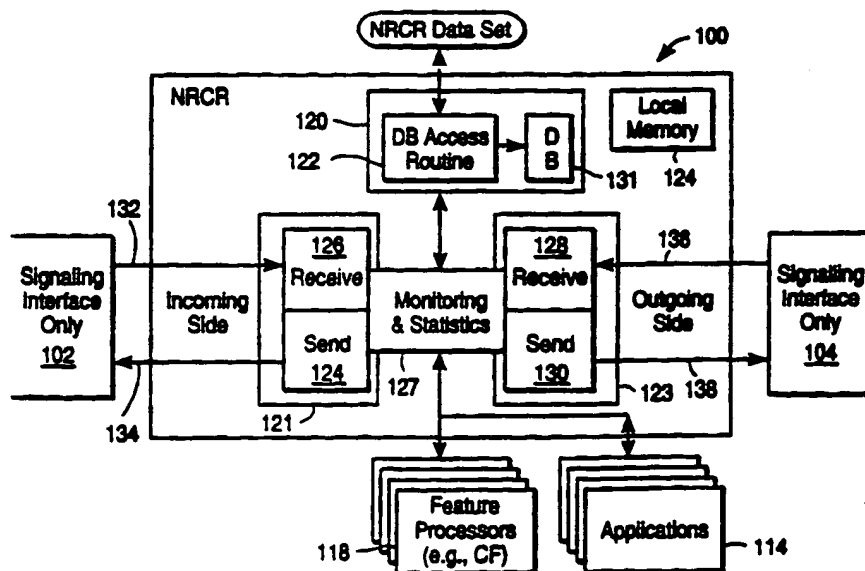 NRCR Data Set
100
NRCR
Local
Memory
124
120
DB Access
Routine
122
D
B
131
132
126
Receive
128
Receive
136
Signaling
Interface
Only
102
Incoming
Side
Monitoring
& Statistics
Outgoing
Side
Signalling
Interface
Only
104
Send
124
Send
130
134
121
127
123
138
Feature
Processors
(e.g., CF)
118
Applications
114